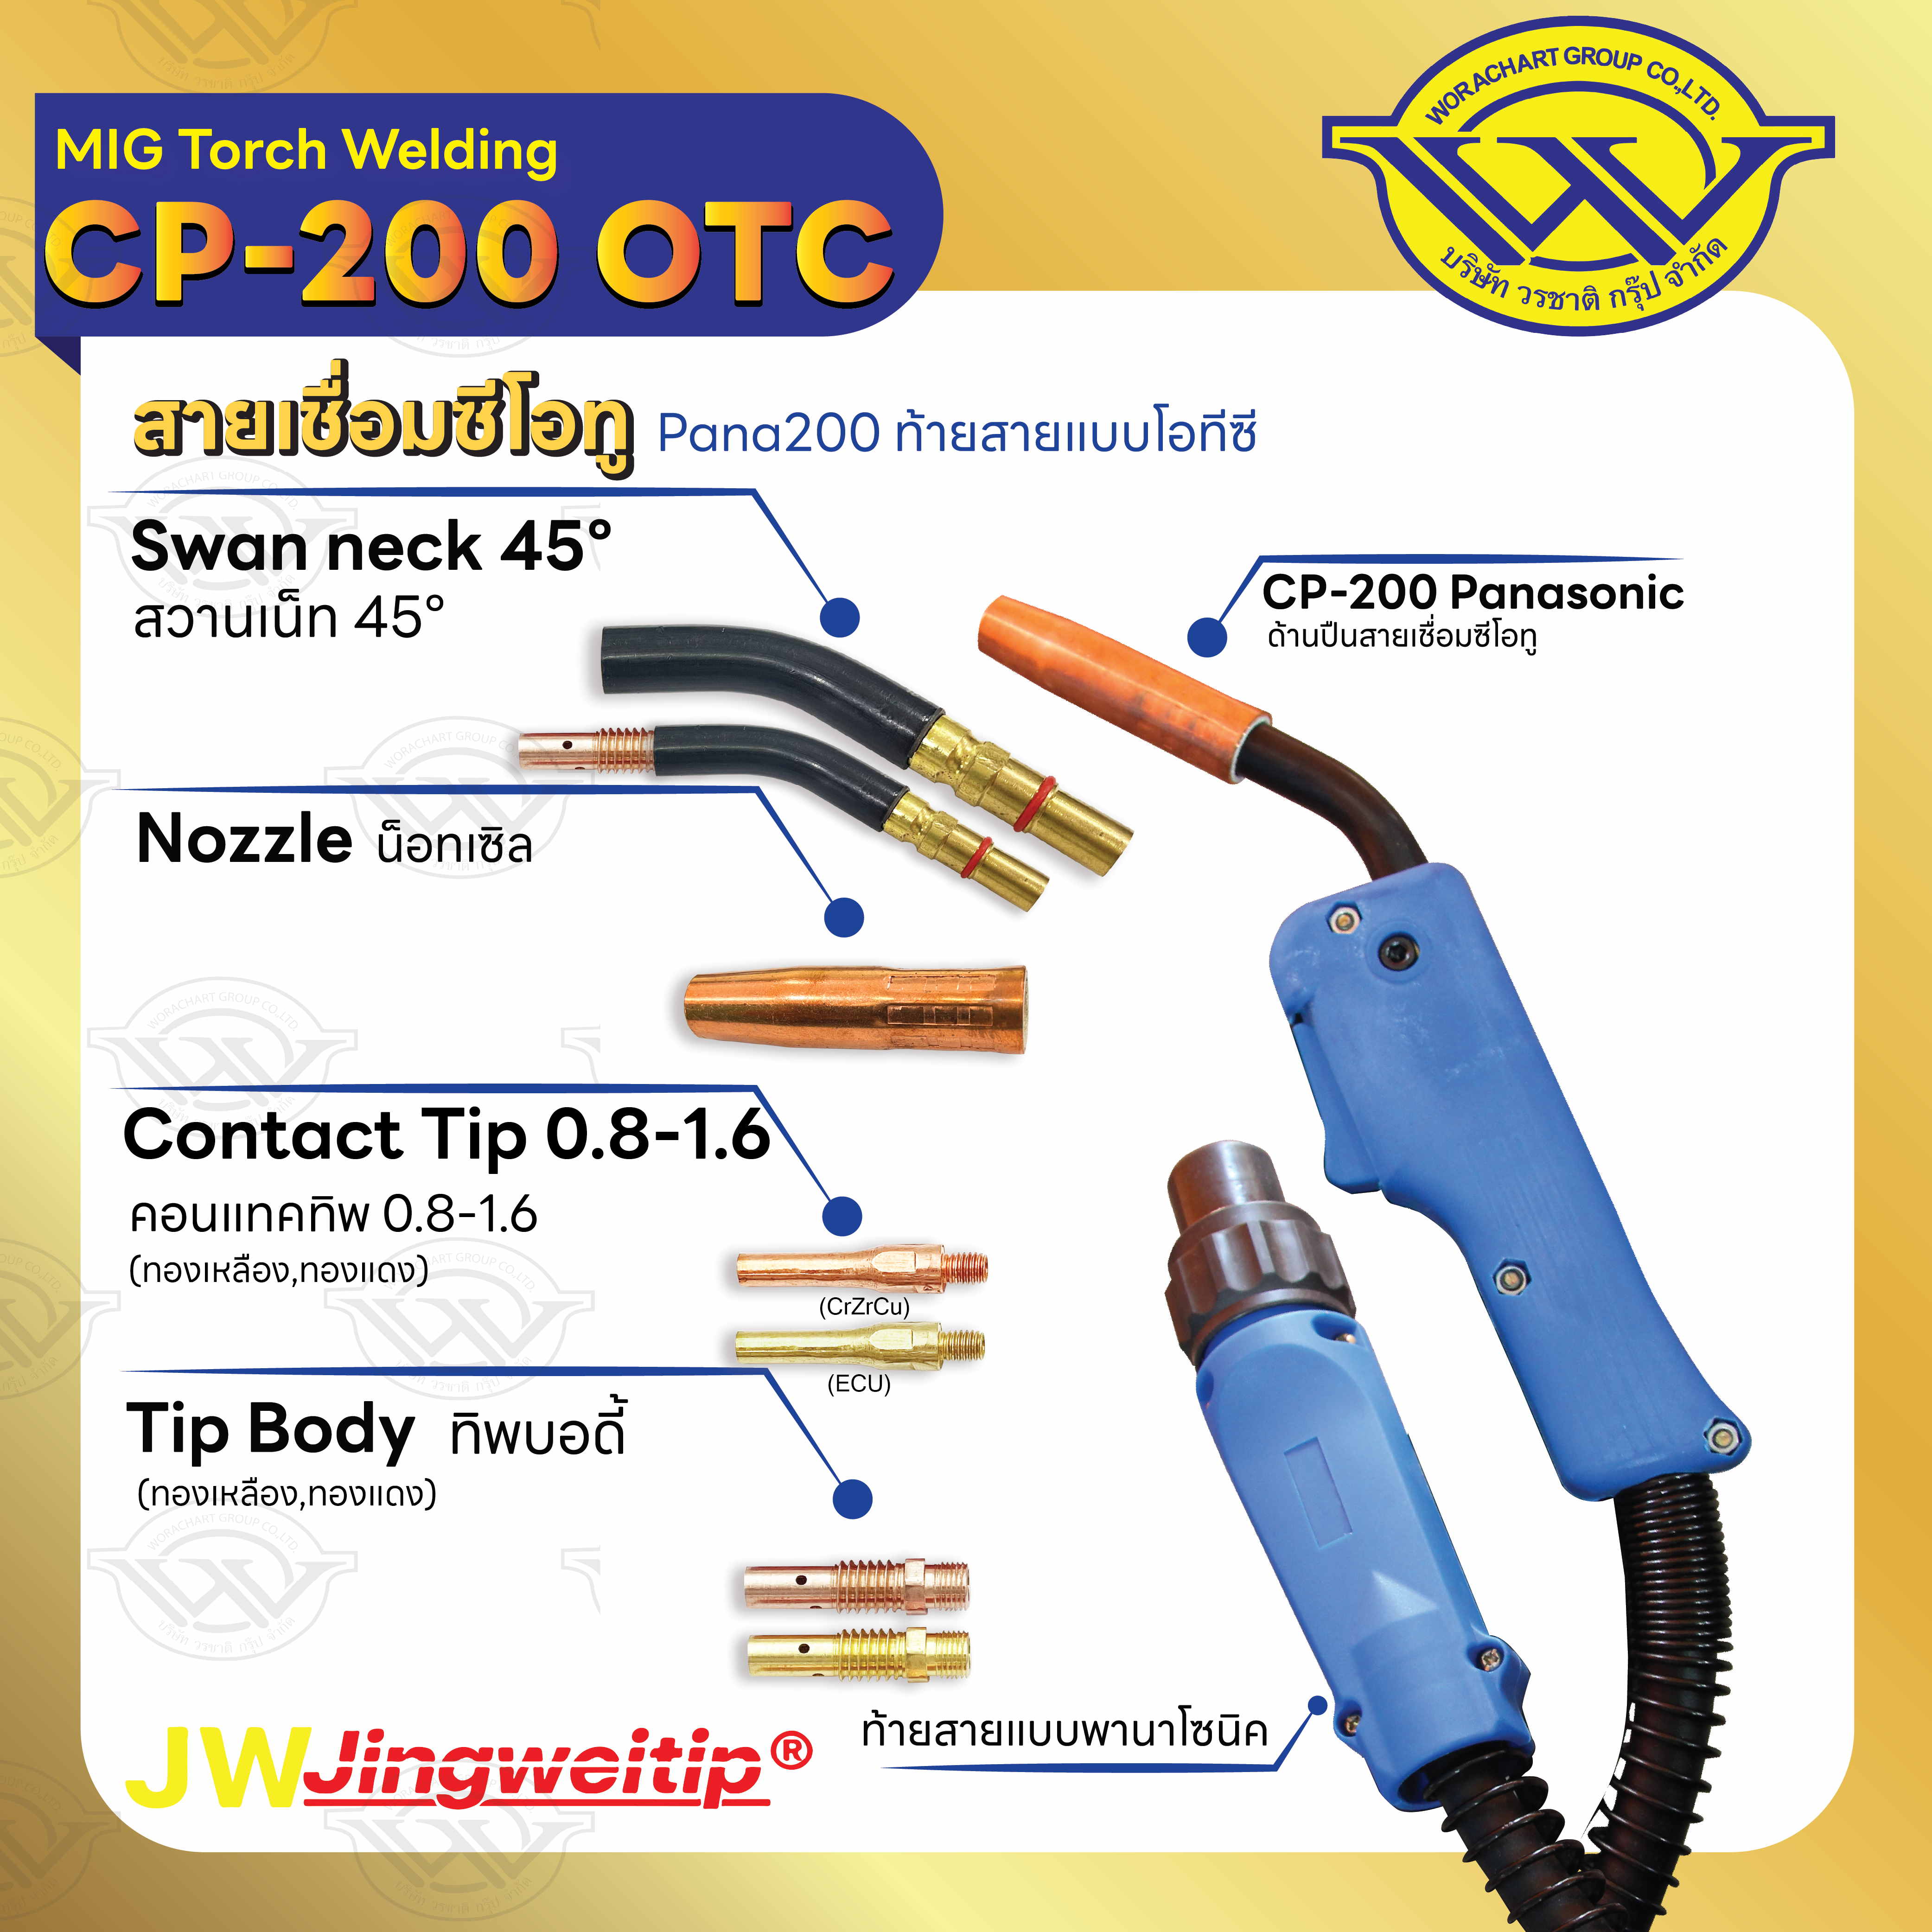 WORACHART GROUP CO.,LTD.
บริษัท วรชาติ กรุ๊ป จำกัด
MIG Torch Welding
CP-200 OTC
สายเชื่อมซีโอทู Pana200 ท้ายสายแบบโอทีซี
Swan neck 45°
สวานเน็ท 45°
CP-200 Panasonic
ด้านปืนสายเชื่อมซีโอทู
Nozzle น็อทเซิล
Contact Tip 0.8-1.6
คอนแทคทิพ 0.8-1.6
(ทองเหลือง,ทองแดง)
(CrZrCu)
(ECU)
Tip Body ทิพบอดี้
(ทองเหลือง,ทองแดง)
ท้ายสายแบบพานาโซนิค
JW Jingweitip®